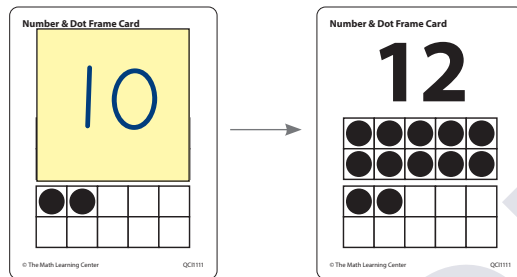 Number & Dot Frame Card
10
© The Math Learning Center QCI1111
Number & Dot Frame Card
12
© The Math Learning Center QCI1111